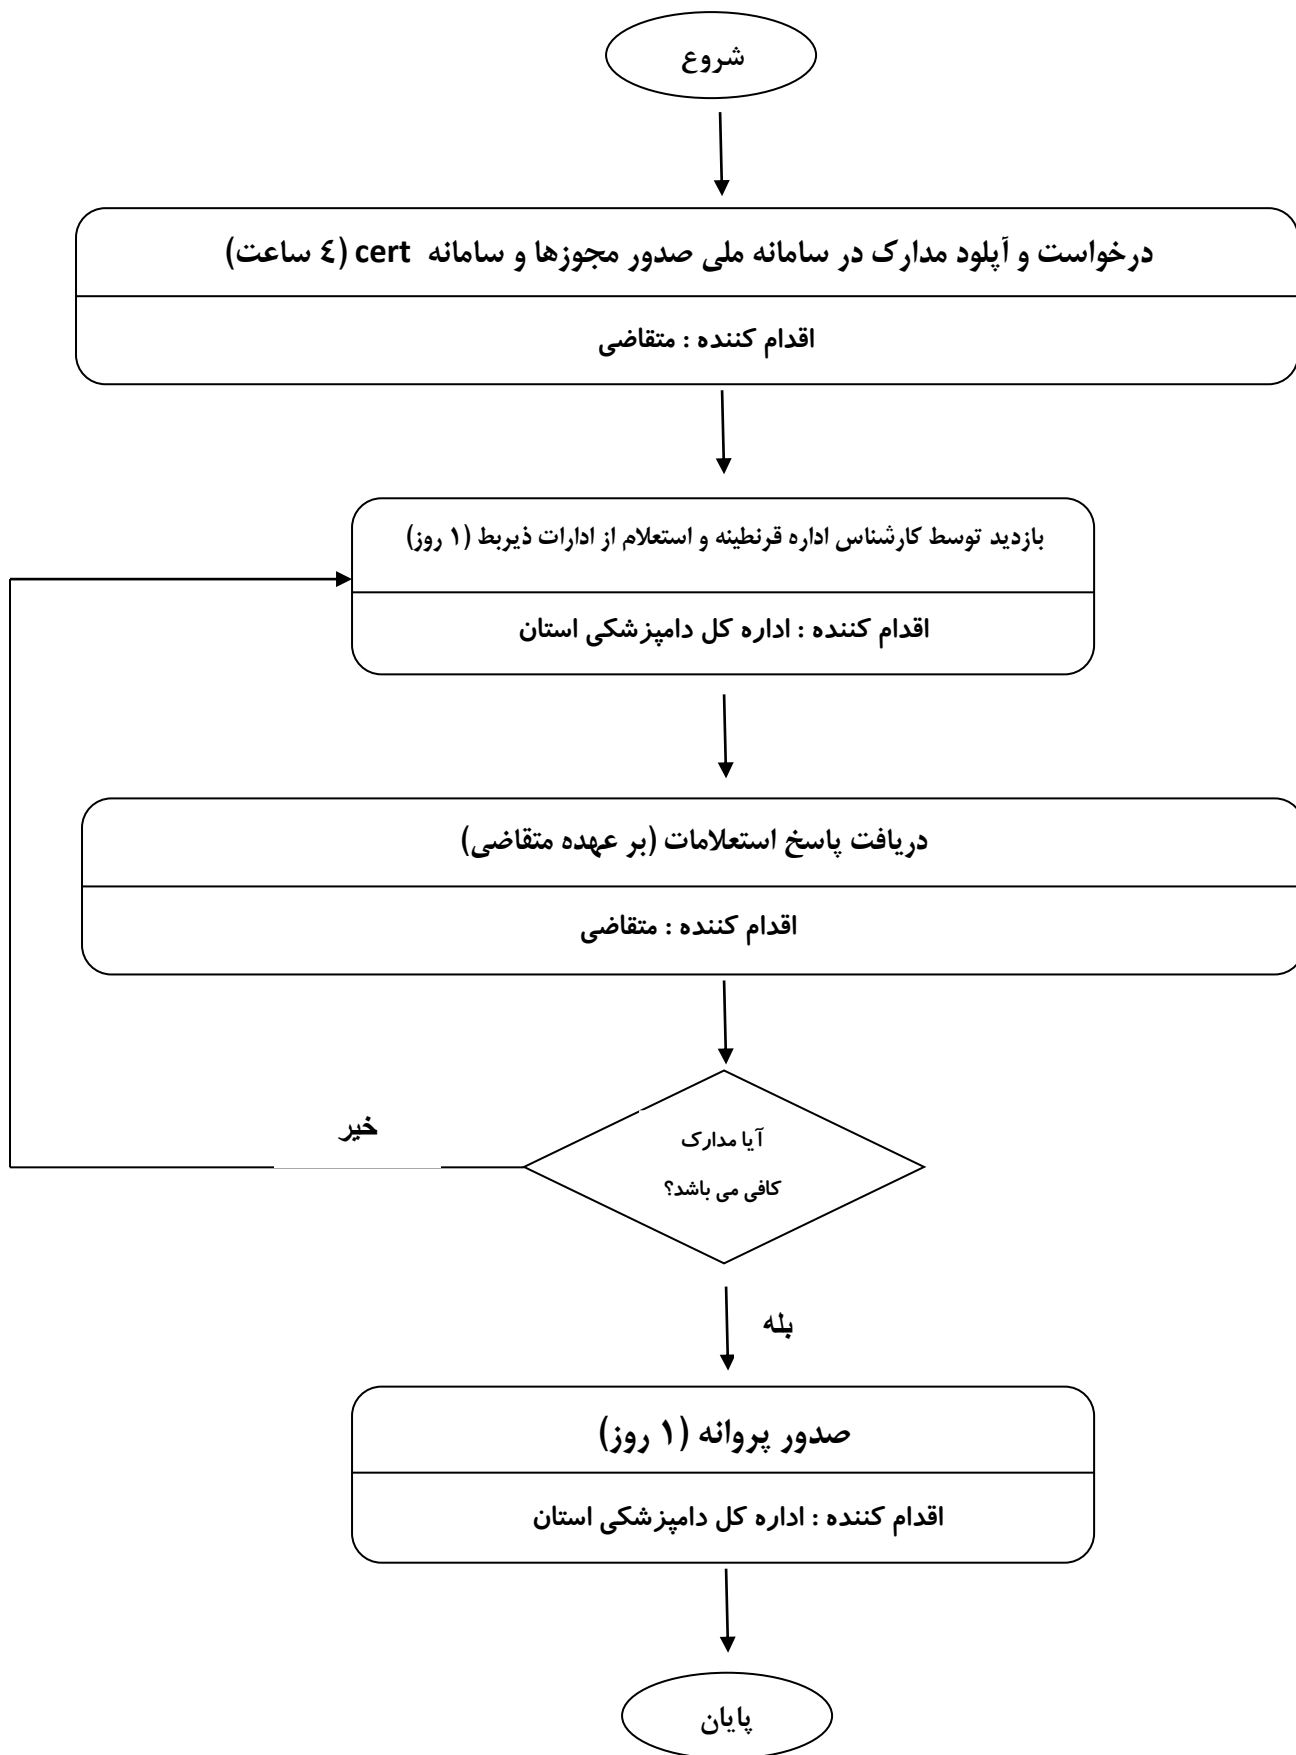 شروع
درخواست و آپلود مدارک در سامانه ملی صدور مجوزها و سامانه cert (٤ ساعت)
اقدام کننده : متقاضی
بازدید توسط کارشناس اداره قرنطینه و استعلام از ادارات ذیربط (۱ روز)
اقدام کننده : اداره کل دامپزشکی استان
دریافت پاسخ استعلامات (بر عهده متقاضی)
اقدام کننده : متقاضی
آیا مدارک
کافی می باشد؟
خیر
بله
صدور پروانه (۱ روز)
اقدام کننده : اداره کل دامپزشکی استان
پایان